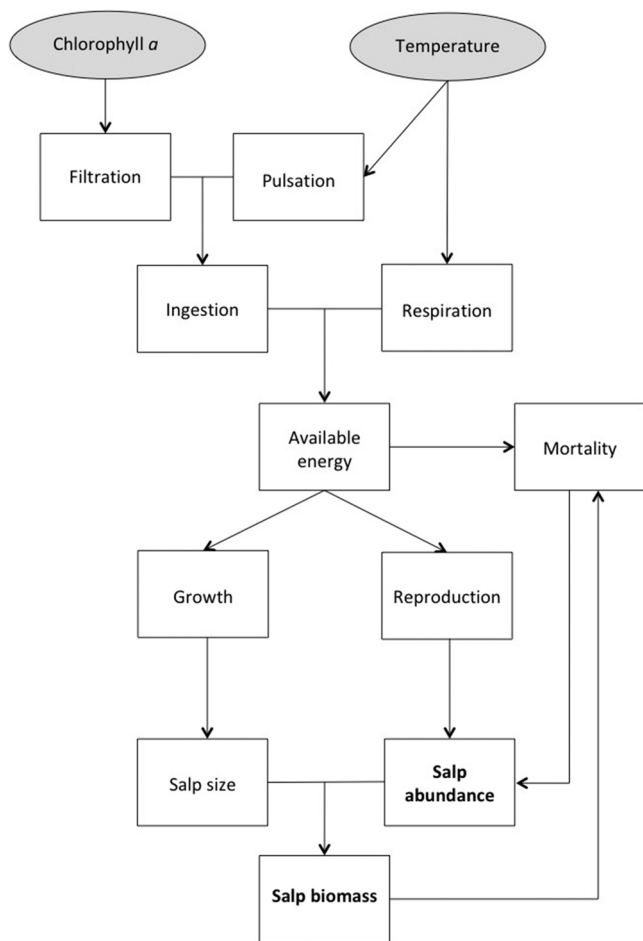 Chlorophyll a
Temperature
Filtration
Pulsation
Ingestion
Respiration
Available
energy
Mortality
Growth
Reproduction
Salp size
Salp
abundance
Salp biomass